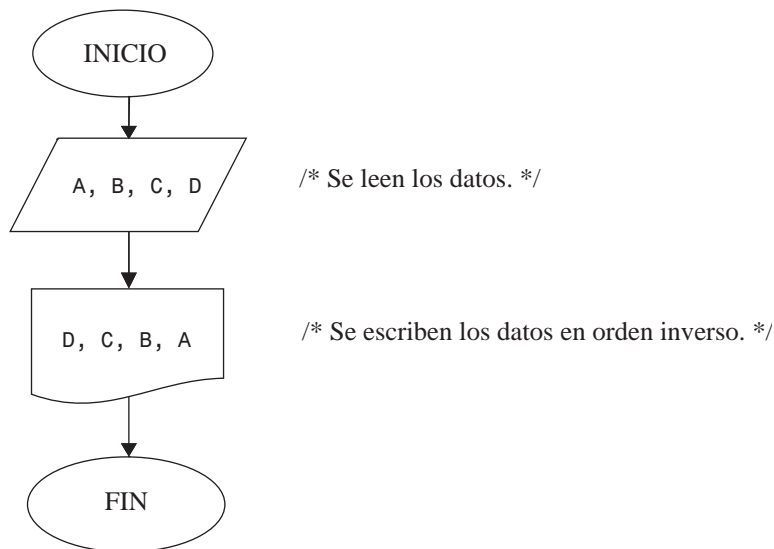 INICIO
A, B, C, D
/* Se leen los datos. */
D, C, B, A
/* Se escriben los datos en orden inverso. */
FIN